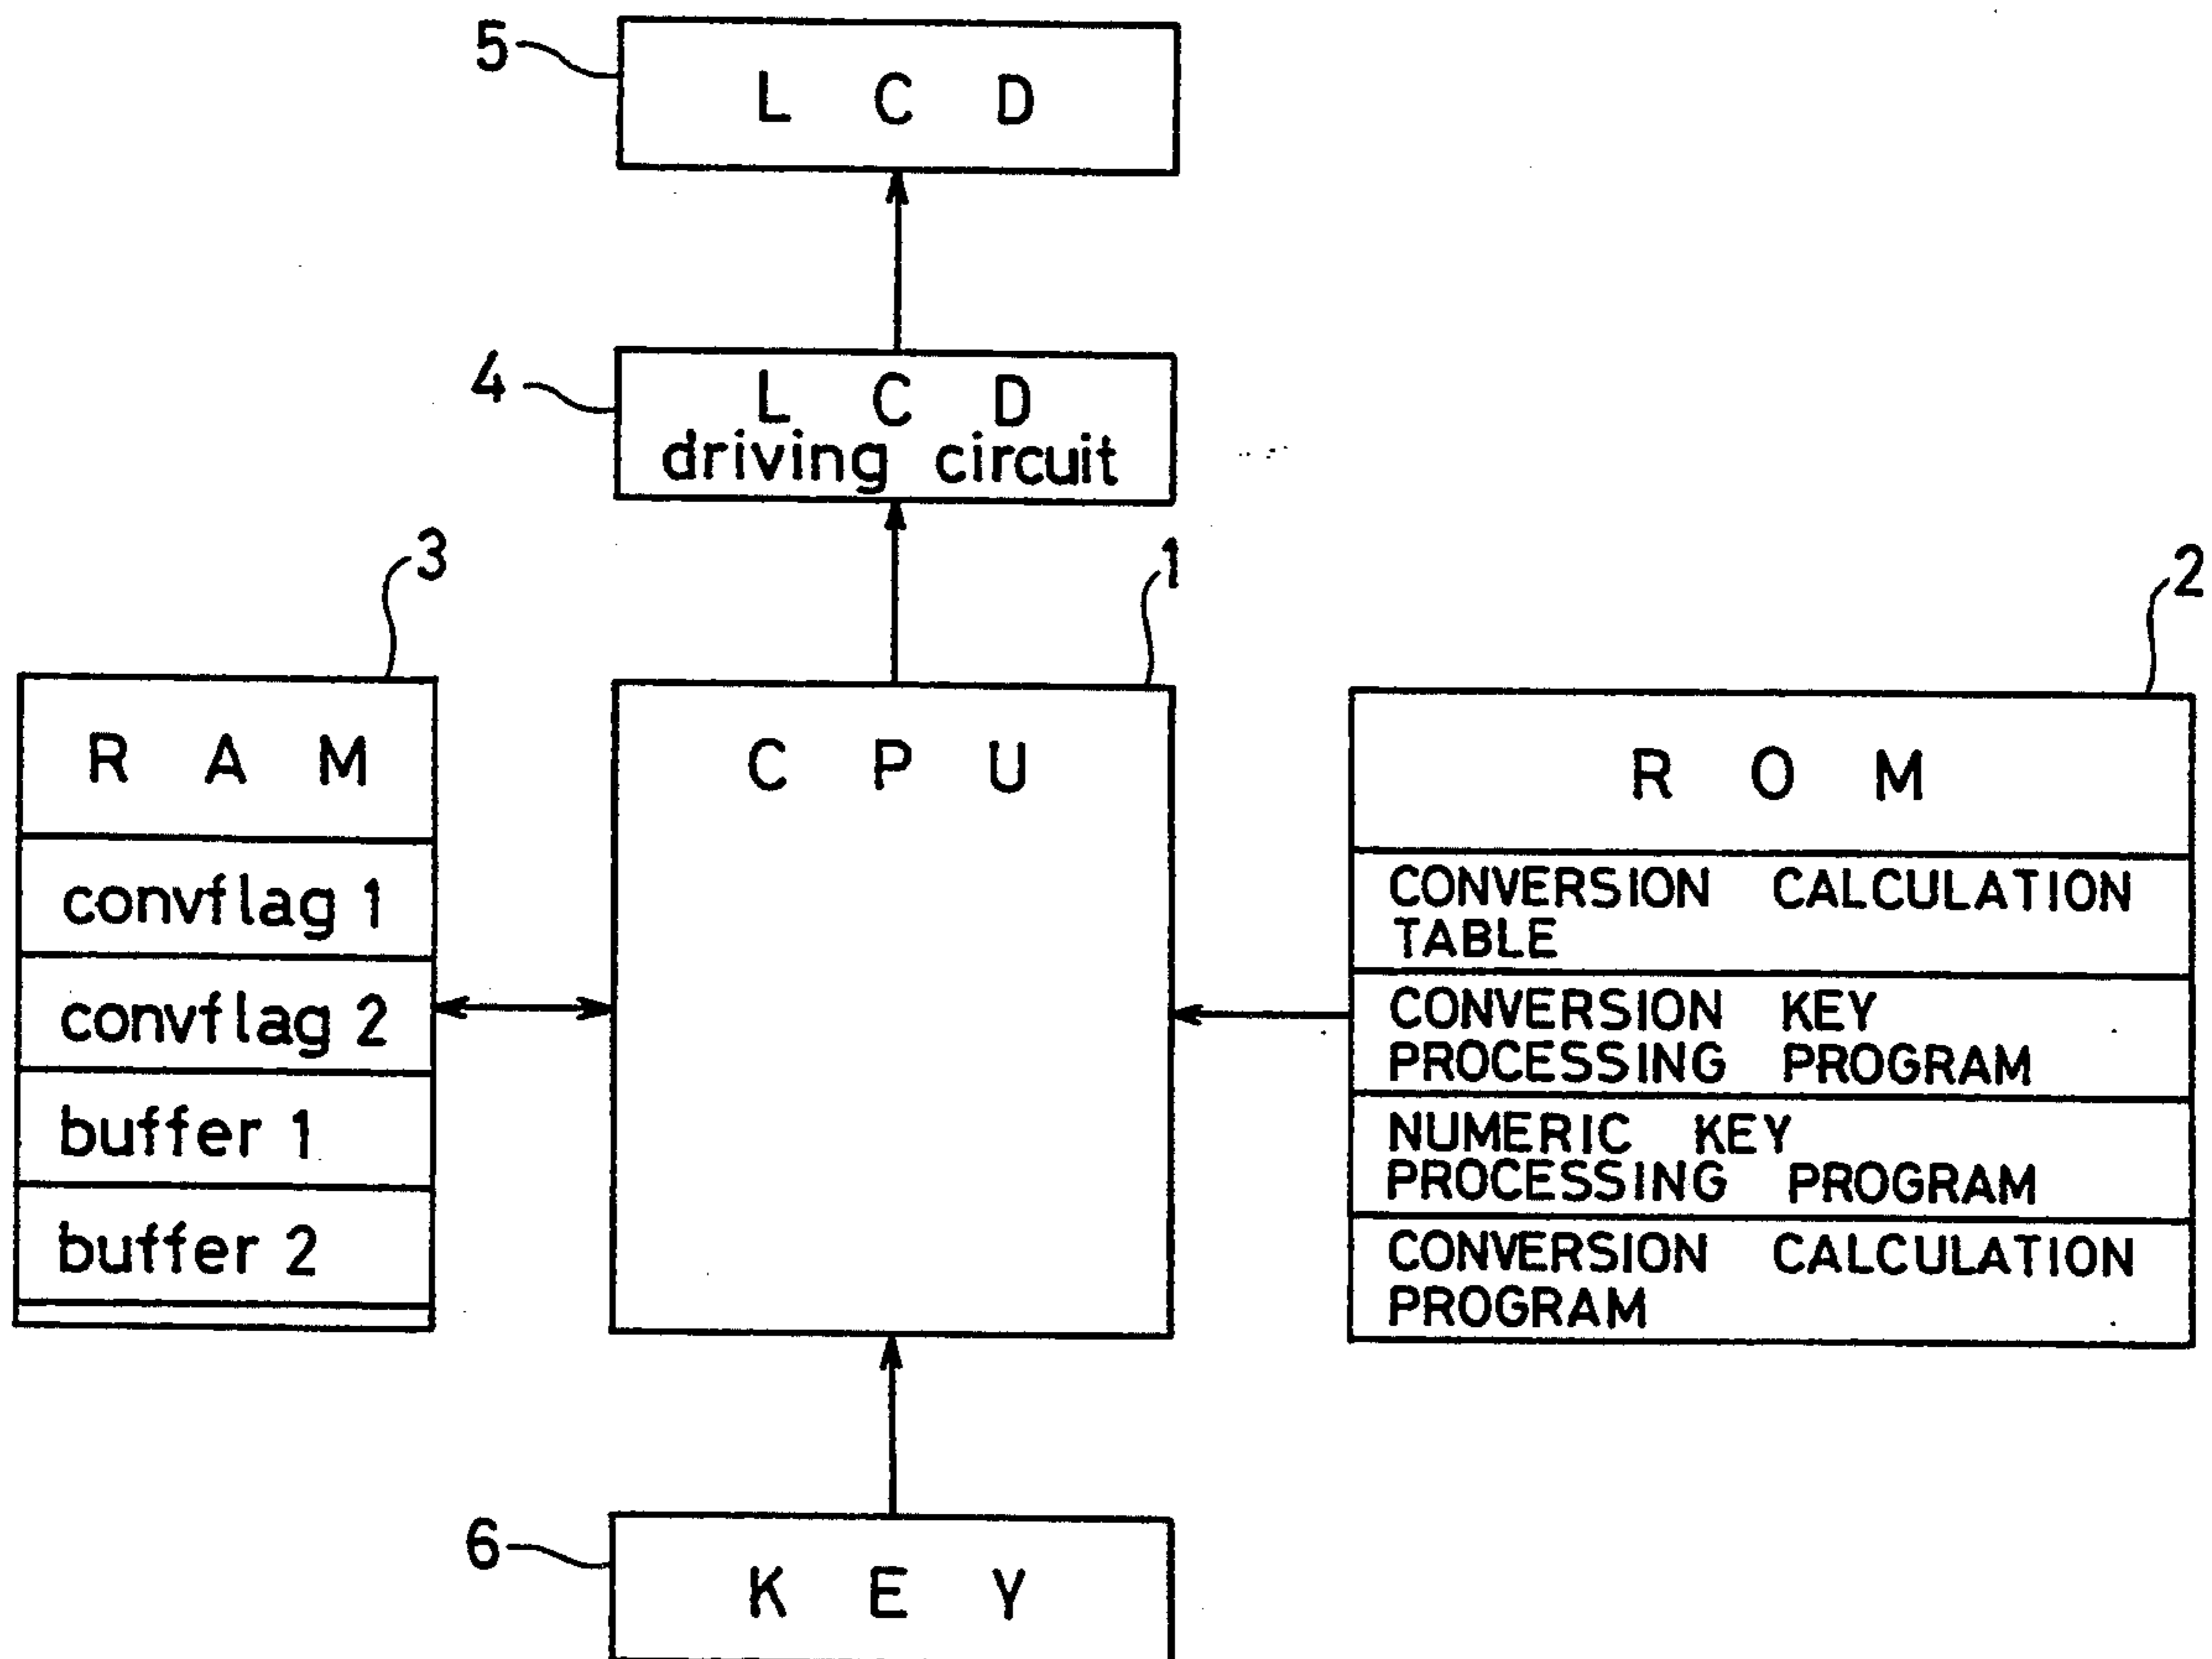 5
L C D
4
L C D
driving circuit
3
1
2
R A M
convflag 1
convflag 2
buffer 1
buffer 2
C P U
R O M
CONVERSION CALCULATION
TABLE
CONVERSION KEY
PROCESSING PROGRAM
NUMERIC KEY
PROCESSING PROGRAM
CONVERSION CALCULATION
PROGRAM
6
K E Y